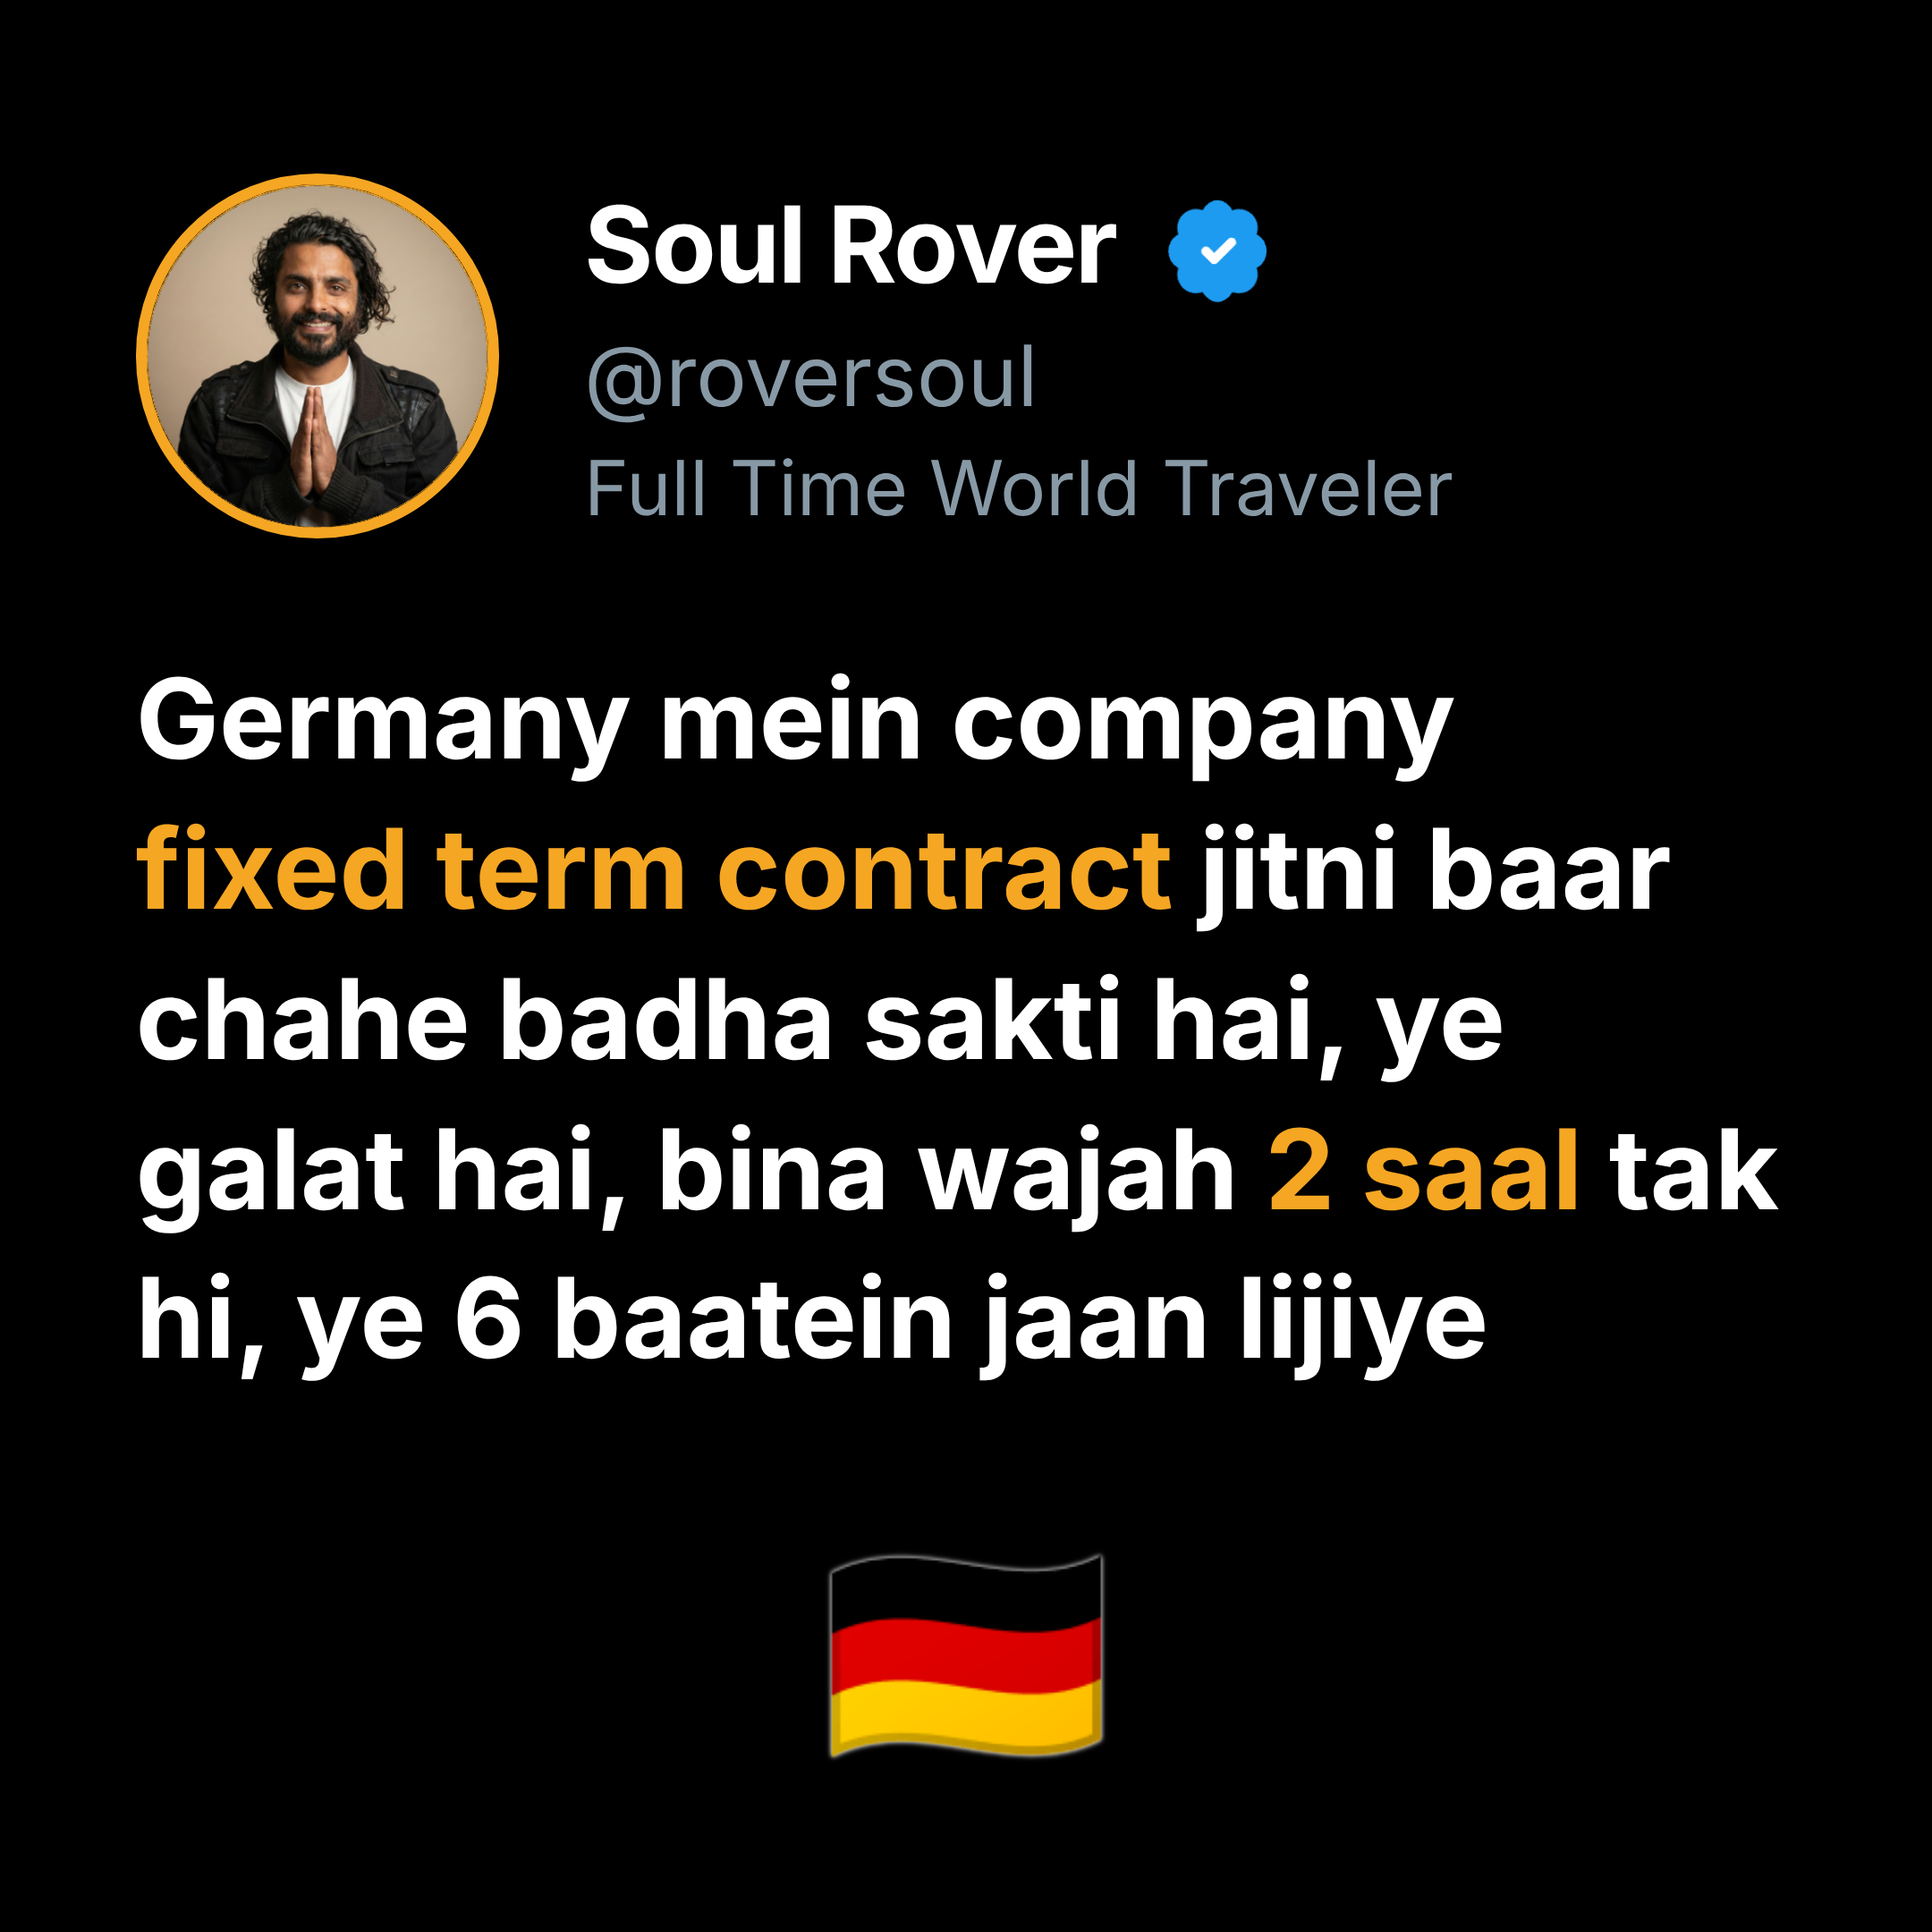 Soul Rover
@roversoul
Full Time World Traveler
Germany mein company
fixed term contract jitni baar
chahe badha sakti hai, ye
galat hai, bina wajah 2 saal tak
hi, ye 6 baatein jaan lijiye